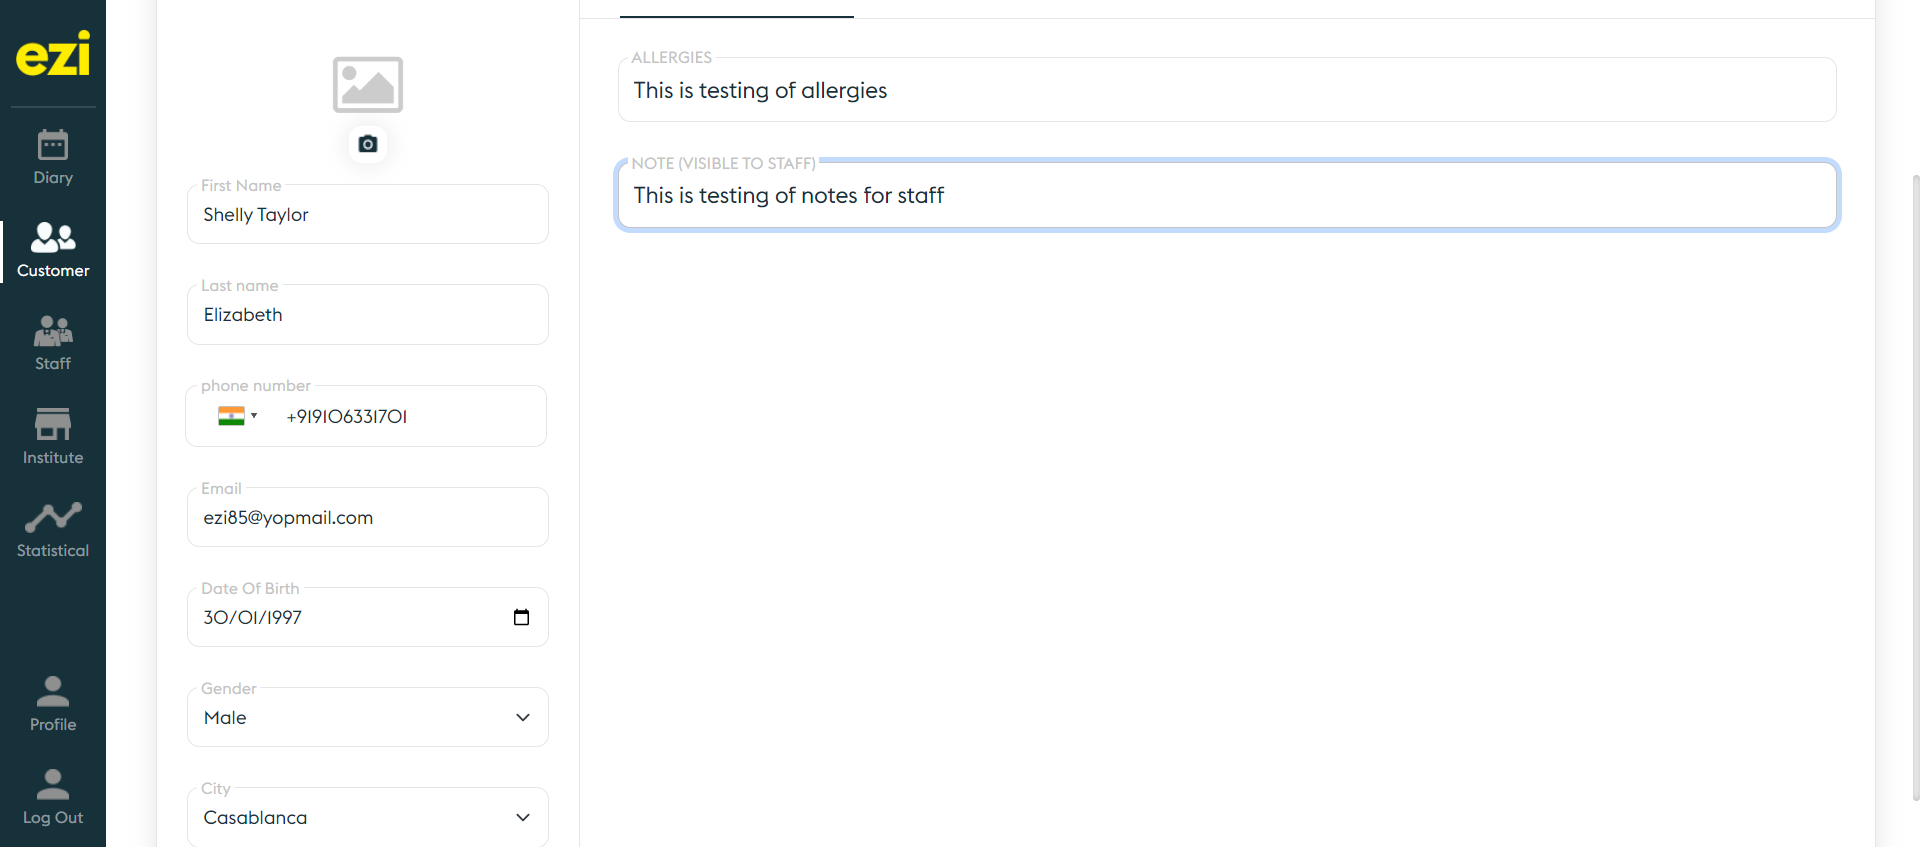 ezi
Diary
Customer
Staff
Institute
Statistical
Profile
Log Out
First Name
Shelly Taylor
Last name
Elizabeth
phone number
+919106331701
Email
ezi85@yopmail.com
Date Of Birth
30/01/1997
Gender
Male
City
Casablanca
ALLERGIES
This is testing of allergies
NOTE (VISIBLE TO STAFF)
This is testing of notes for staff